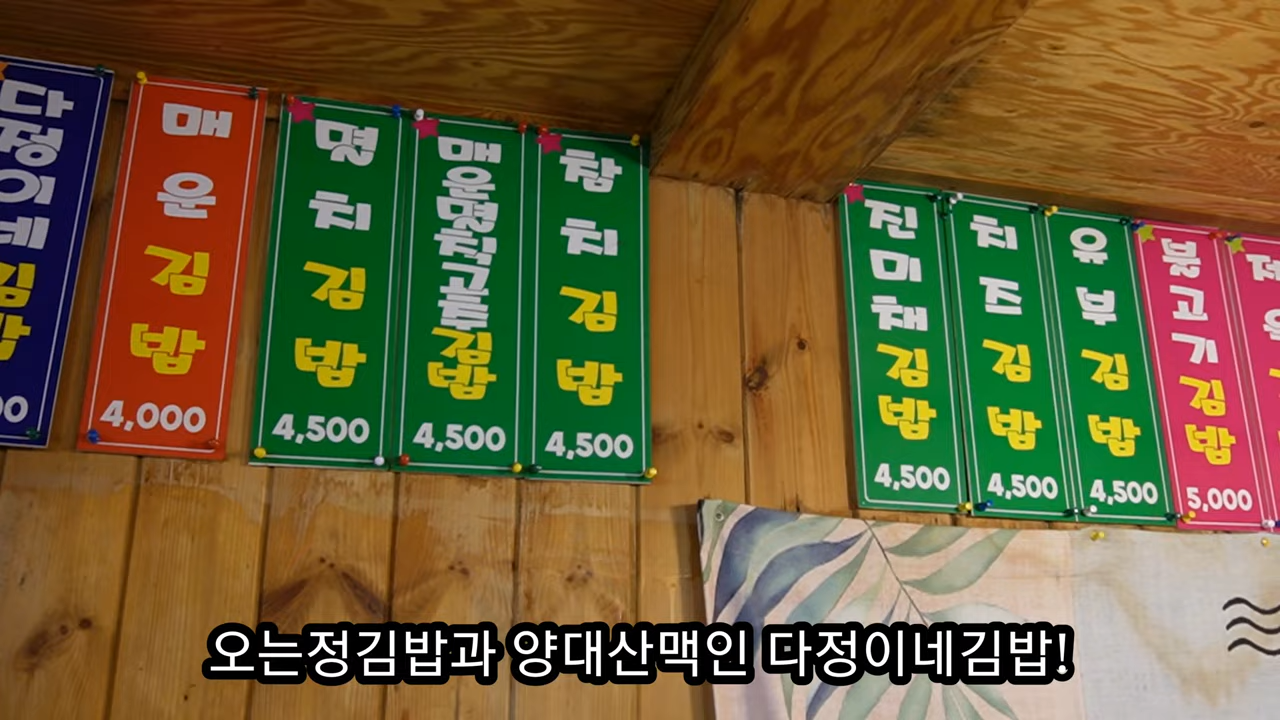 다정이네김밥
매운김밥
4,000
멸치김밥
4,500
매운멸치고추김밥
4,500
참치김밥
4,500
진미채김밥
4,500
치즈김밥
4,500
유부김밥
4,500
불고기김밥
5,000
오는정김밥과 양대산맥인 다정이네김밥!